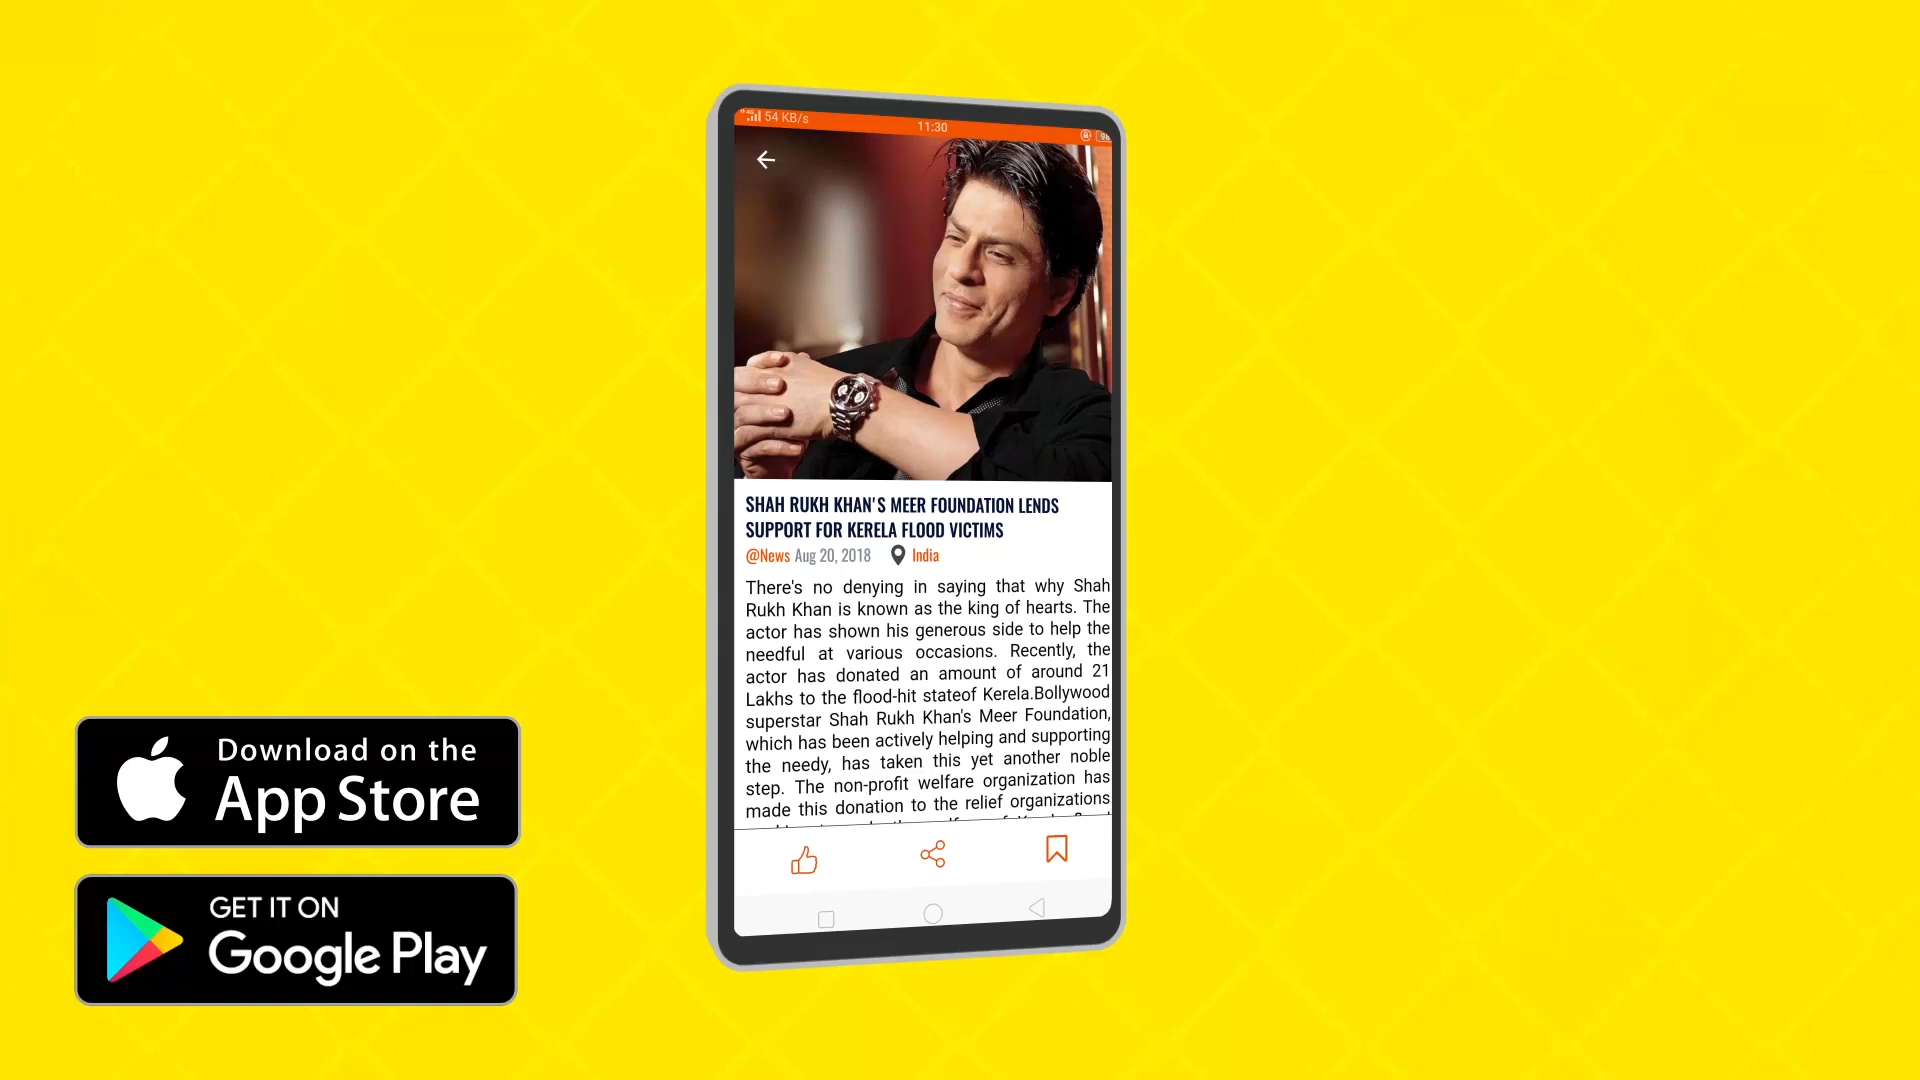 54 KB/s
11:30
SHAH RUKH KHAN'S MEER FOUNDATION LENDS
SUPPORT FOR KERELA FLOOD VICTIMS
@News Aug 20, 2018 India
There's no denying in saying that why Shah
Rukh Khan is known as the king of hearts. The
actor has shown his generous side to help the
needful at various occasions. Recently, the
actor has donated an amount of around 21
Lakhs to the flood-hit stateof Kerela.Bollywood
superstar Shah Rukh Khan's Meer Foundation,
which has been actively helping and supporting
the needy, has taken this yet another noble
step. The non-profit welfare organization has
made this donation to the relief organizations
Download on the
App Store
GET IT ON
Google Play